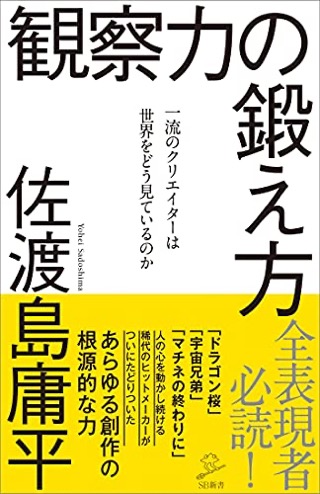 観察力の鍛え方
一流のクリエイターは
世界をどう見ているのか
佐渡島庸平
Yohei Sadoshima
全表現者
必読!
「ドラゴン桜」
「宇宙兄弟」
「マチネの終わりに」
人の心を動かし続ける
稀代のヒットメーカーが
ついにたどりついた
あらゆる創作の
根源的な力
SB新書